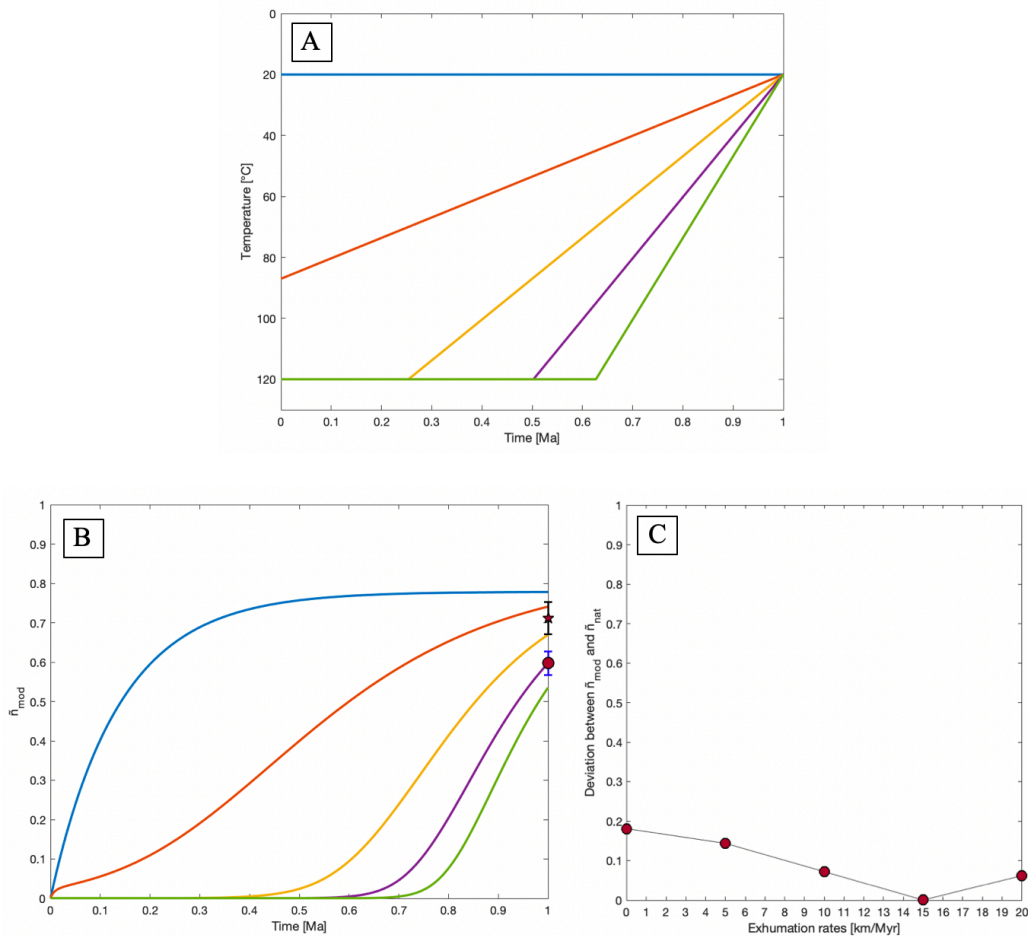 A
0
20
40
60
80
100
120
Temperature [°C]
0 0.1 0.2 0.3 0.4 0.5 0.6 0.7 0.8 0.9 1
Time [Ma]
B
1
0.9
0.8
0.7
0.6
0.5
0.4
0.3
0.2
0.1
0
ñmod
0 0.1 0.2 0.3 0.4 0.5 0.6 0.7 0.8 0.9 1
Time [Ma]
C
1
0.9
0.8
0.7
0.6
0.5
0.4
0.3
0.2
0.1
0
Deviation between ñmod and ñnat
0 1 2 3 4 5 6 7 8 9 10 11 12 13 14 15 16 17 18 19 20
Exhumation rates [km/Myr]